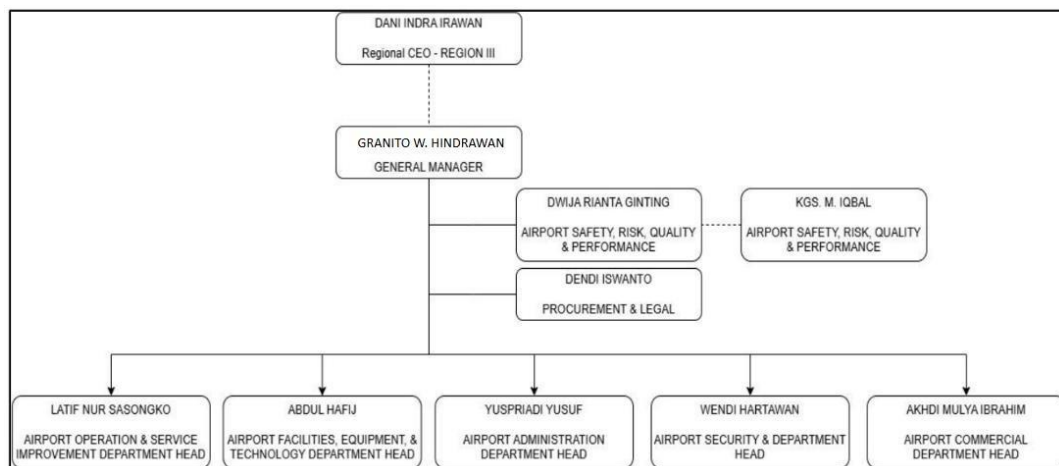 DANI INDRA IRAWAN
Regional CEO - REGION III
GRANITO W. HINDRAWAN
GENERAL MANAGER
DWIJA RIANTA GINTING
AIRPORT SAFETY, RISK, QUALITY
& PERFORMANCE
KGS. M. IQBAL
AIRPORT SAFETY, RISK, QUALITY
& PERFORMANCE
DENDI ISWANTO
PROCUREMENT & LEGAL
LATIF NUR SASONGKO
AIRPORT OPERATION & SERVICE
IMPROVEMENT DEPARTMENT HEAD
ABDUL HAFIJ
AIRPORT FACILITIES, EQUIPMENT, &
TECHNOLOGY DEPARTMENT HEAD
YUSPRIADI YUSUF
AIRPORT ADMINISTRATION
DEPARTMENT HEAD
WENDI HARTAWAN
AIRPORT SECURITY & DEPARTMENT
HEAD
AKHDI MULYA IBRAHIM
AIRPORT COMMERCIAL
DEPARTMENT HEAD